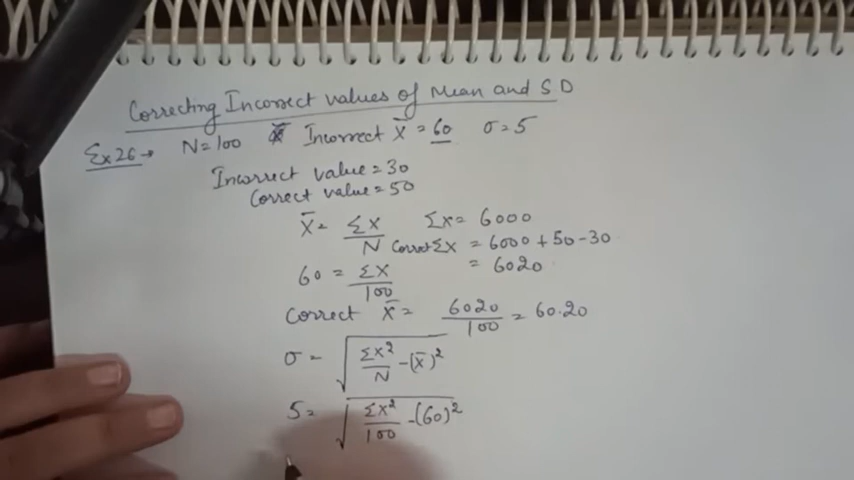 Correcting Incorrect values of Mean and S D
Ex 26 → N = 100 Incorrect X̄ = 60 σ = 5
Incorrect value = 30
Correct value = 50
X̄ = ΣX / N ΣX = 6000
Correct ΣX = 6000 + 50 - 30
60 = ΣX / 100 = 6020
Correct X̄ = 6020 / 100 = 60.20
σ = √(ΣX² / N - (X̄)²)
5 = √(ΣX² / 100 - (60)²)